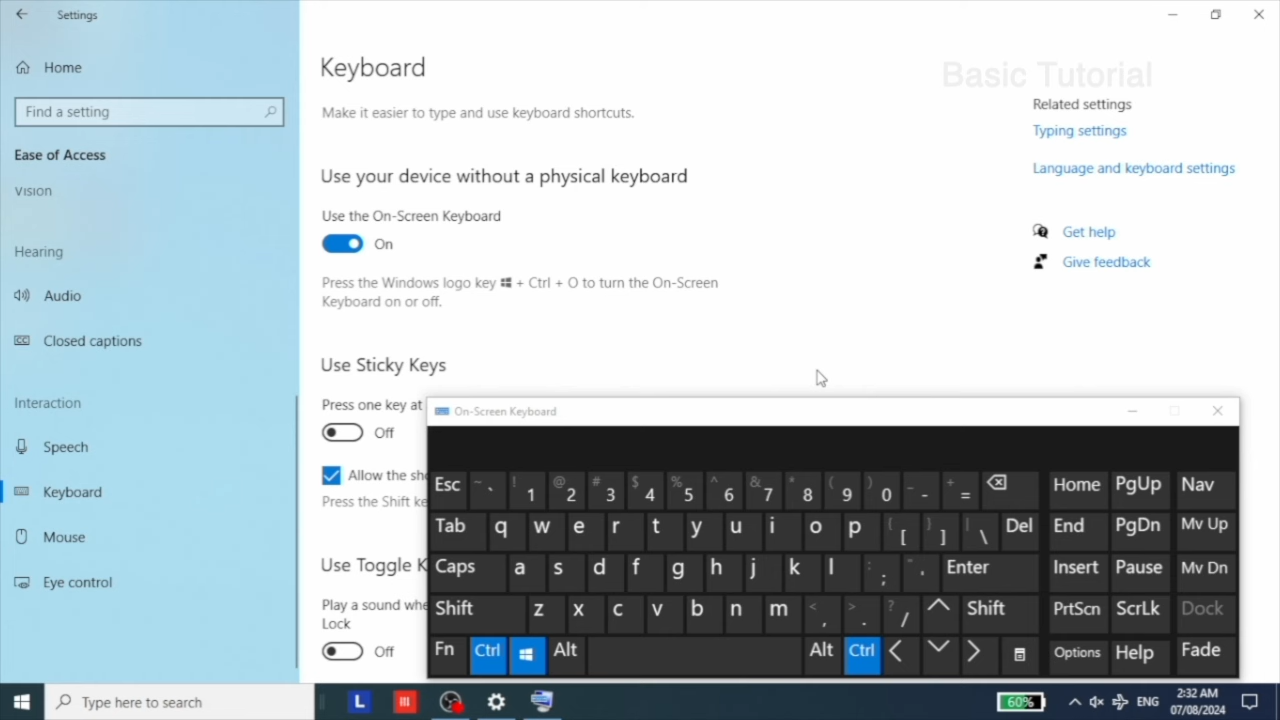 Settings
Home
Find a setting
Ease of Access
Vision
Hearing
Audio
Closed captions
Interaction
Speech
Keyboard
Mouse
Eye control
Keyboard
Make it easier to type and use keyboard shortcuts.
Use your device without a physical keyboard
Use the On-Screen Keyboard
On
Press the Windows logo key + Ctrl + O to turn the On-Screen
Keyboard on or off.
Use Sticky Keys
Press one key at
Off
Allow the sho
Press the Shift ke
Use Toggle K
Play a sound whe
Lock
Off
Basic Tutorial
Related settings
Typing settings
Language and keyboard settings
Get help
Give feedback
On-Screen Keyboard
Esc ~ ` ! 1 @ 2 # 3 $ 4 % 5 ^ 6 & 7 * 8 ( 9 ) 0 _ - + = Home PgUp Nav
Tab q w e r t y u i o p { [ } ] | \ Del End PgDn Mv Up
Caps a s d f g h j k l : ; " ' Enter Insert Pause Mv Dn
Shift z x c v b n m < , > . ? / Shift PrtScn ScrLk Dock
Fn Ctrl Alt Alt Ctrl Options Help Fade
Type here to search
L
60%
ENG
2:32 AM
07/08/2024